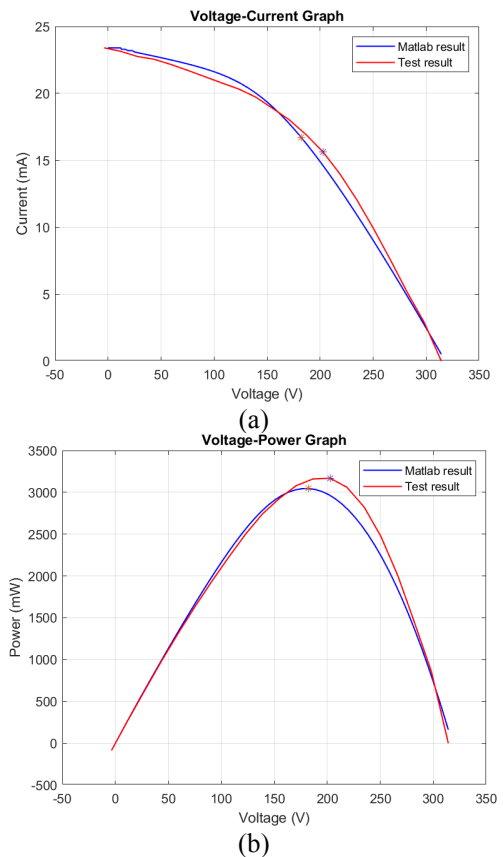 Voltage-Current Graph
25
20
15
10
5
0
Current (mA)
Matlab result
Test result
-50 0 50 100 150 200 250 300 350
Voltage (V)
(a)
Voltage-Power Graph
3500
3000
2500
2000
1500
1000
500
0
-500
Power (mW)
Matlab result
Test result
-50 0 50 100 150 200 250 300 350
Voltage (V)
(b)